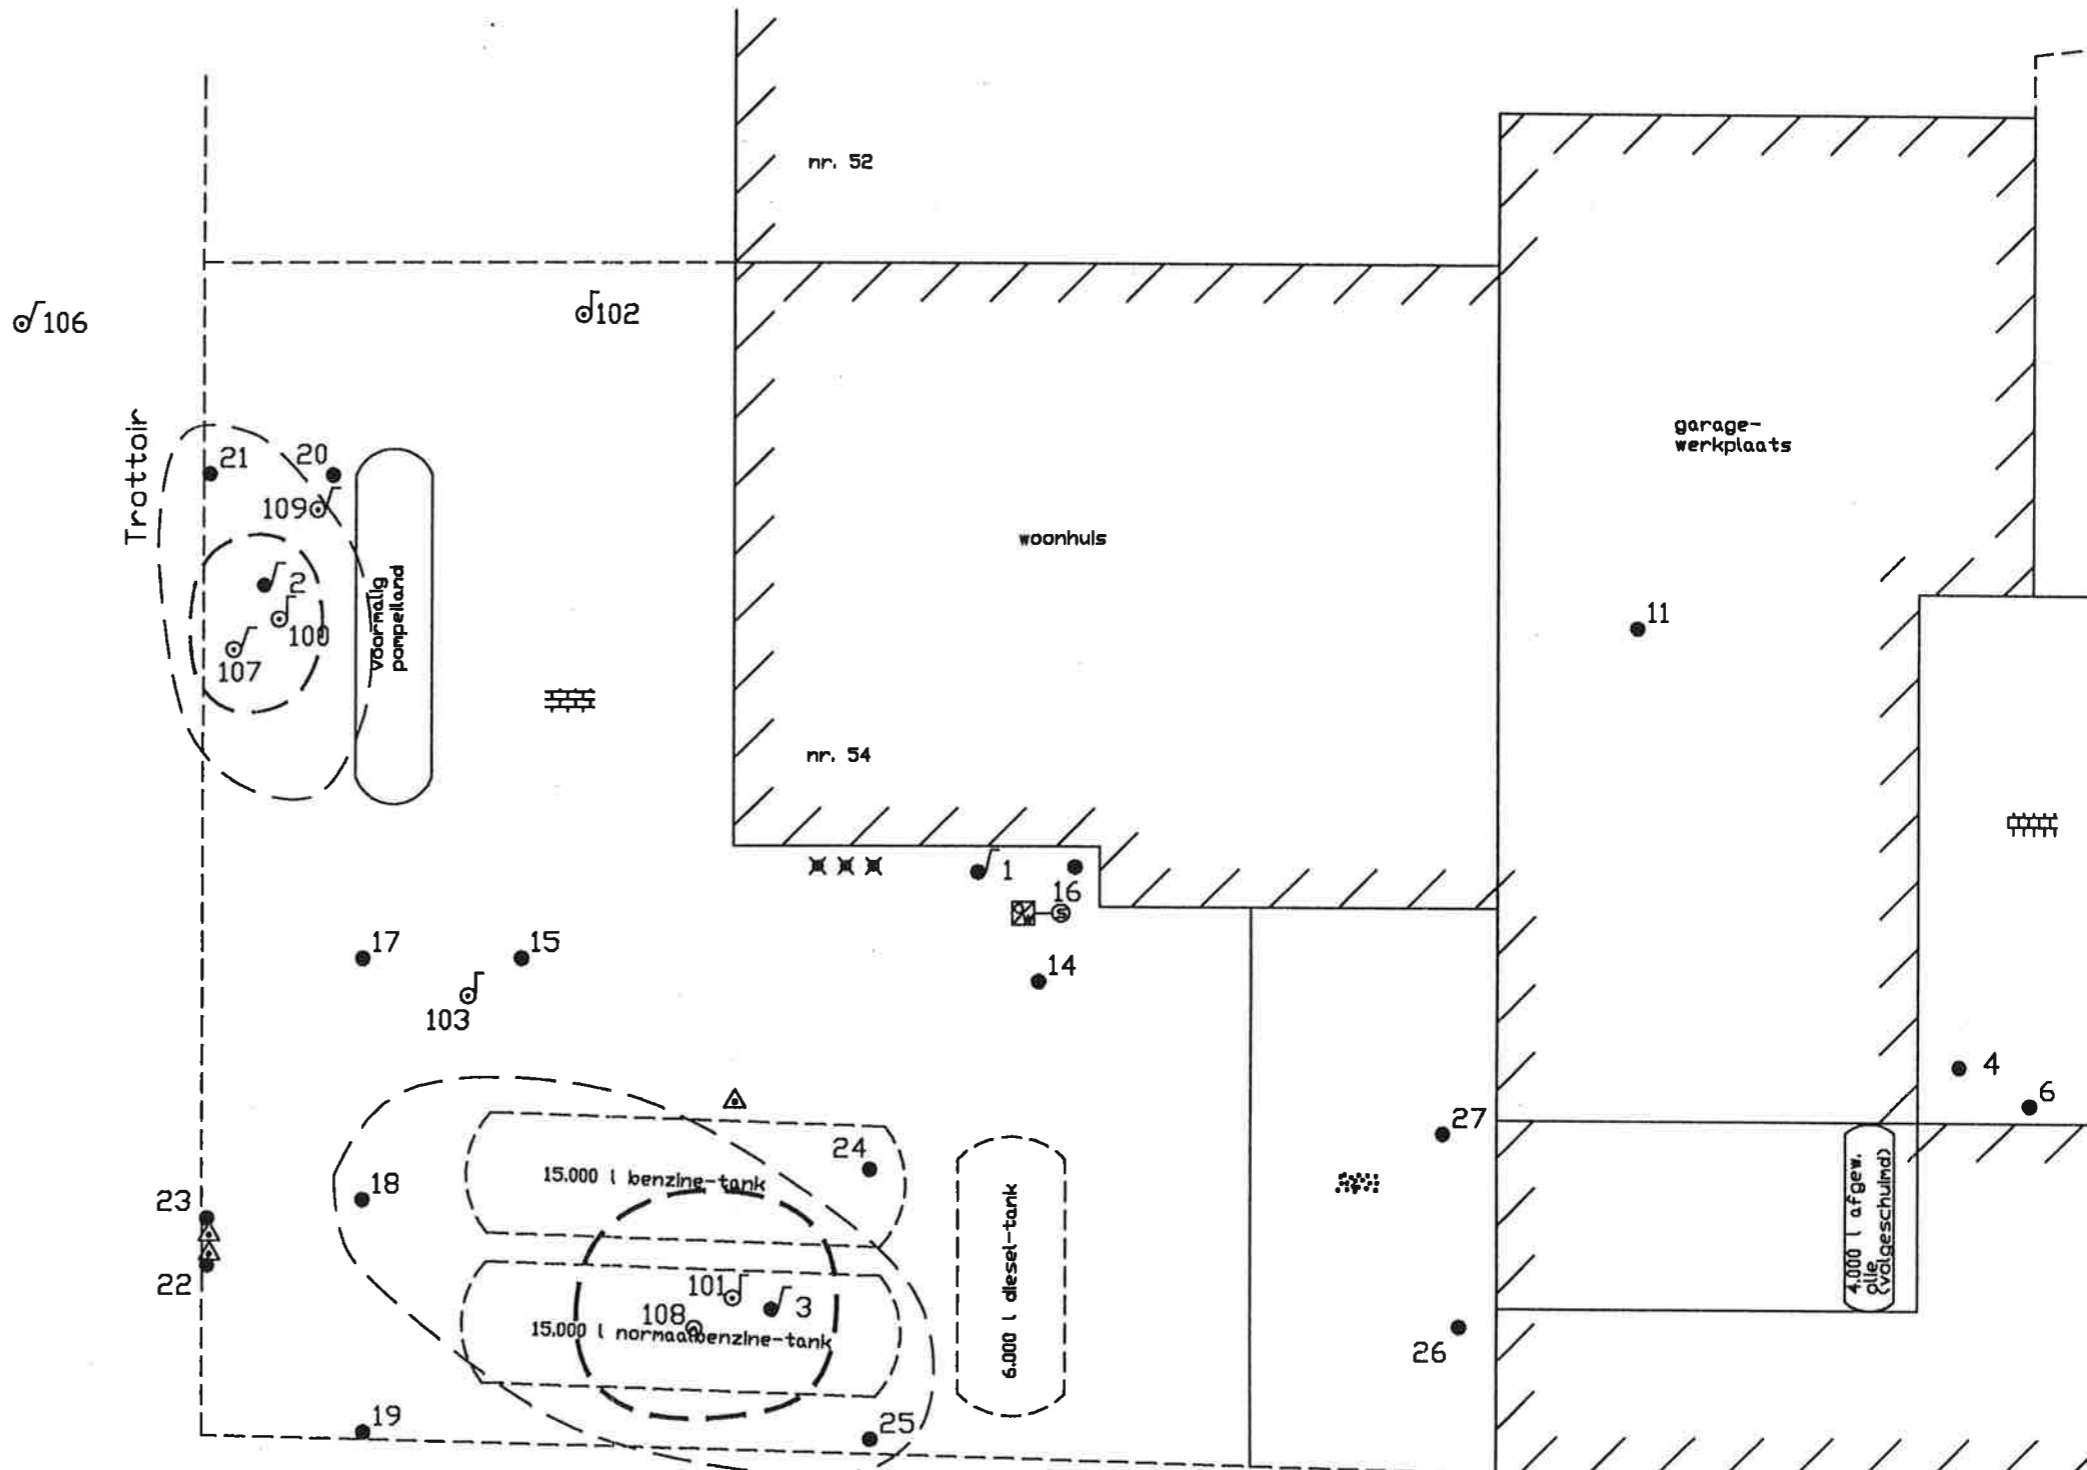 nr. 52
106
102
garage-
werkplaats
Trottoir
21
20
109
woonhuis
2
100
107
voormalig
pompeiland
11
nr. 54
1
16
S
17
15
14
103
4
6
27
24
15.000 l benzine-tank
18
23
22
101
3
108
15.000 l normaalbenzine-tank
6.000 l diesel-tank
4.000 l afgew.
olie
(volgeschuimd)
26
19
25